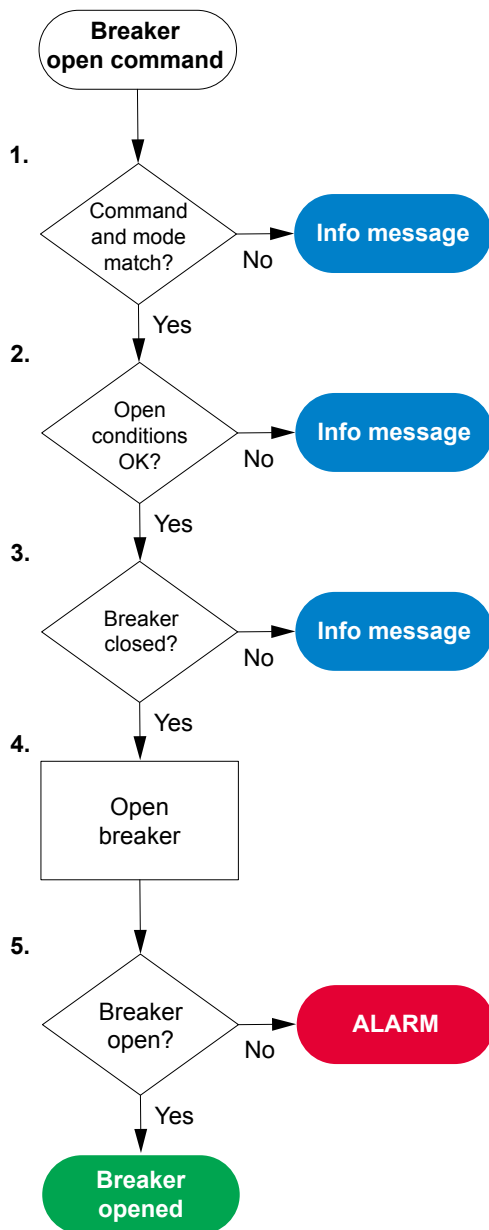 Breaker
open command
1.
Command
and mode
match?
No
Info message
Yes
2.
Open
conditions
OK?
No
Info message
Yes
3.
Breaker
closed?
No
Info message
Yes
4.
Open
breaker
5.
Breaker
open?
No
ALARM
Yes
Breaker
opened